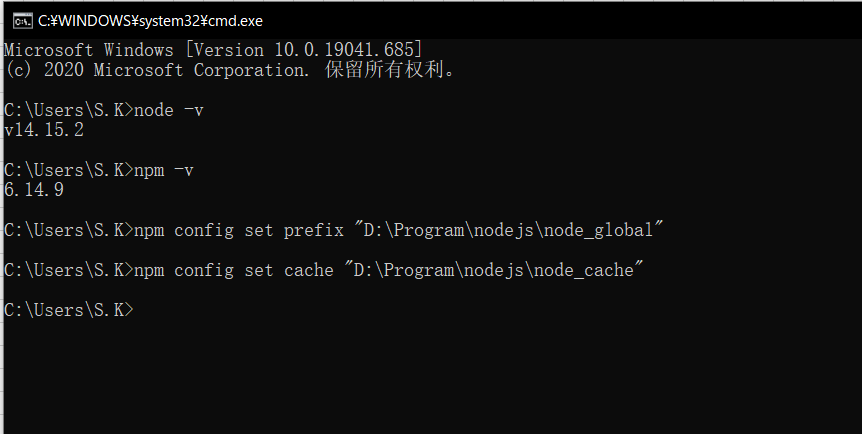 C:¥WINDOWS¥system32¥cmd.exe
Microsoft Windows [Version 10.0.19041.685]
(c) 2020 Microsoft Corporation. 保留所有权利。
C:\Users\S.K>node -v
v14.15.2
C:\Users\S.K>npm -v
6.14.9
C:\Users\S.K>npm config set prefix "D:\Program\nodejs\node_global"
C:\Users\S.K>npm config set cache "D:\Program\nodejs\node_cache"
C:\Users\S.K>